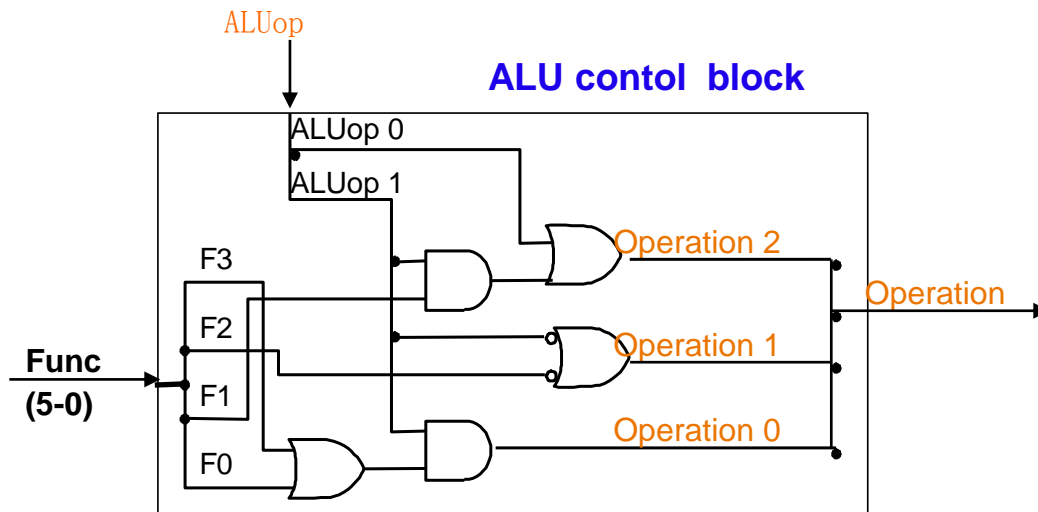 ALUop
ALU contol block
ALUop 0
ALUop 1
Operation 2
F3
Operation
F2
Operation 1
Func
(5-0)
F1
Operation 0
F0